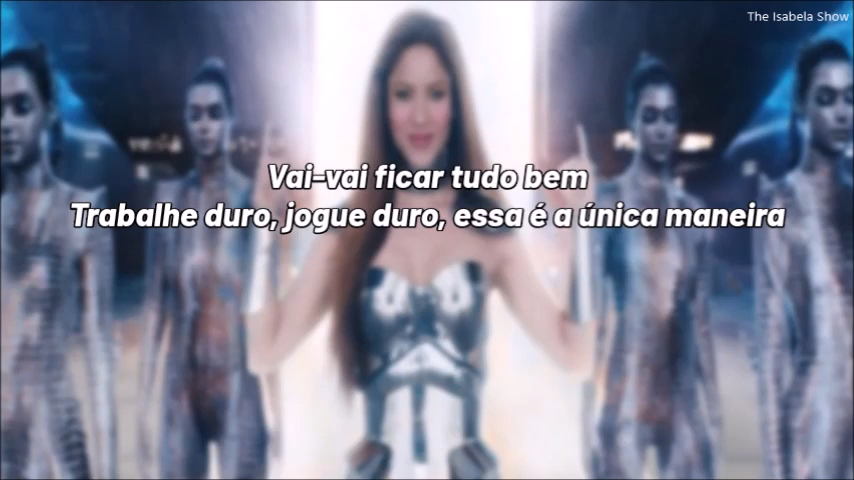 The Isabela Show
Vai-vai ficar tudo bem
Trabalhe duro, jogue duro, essa é a única maneira